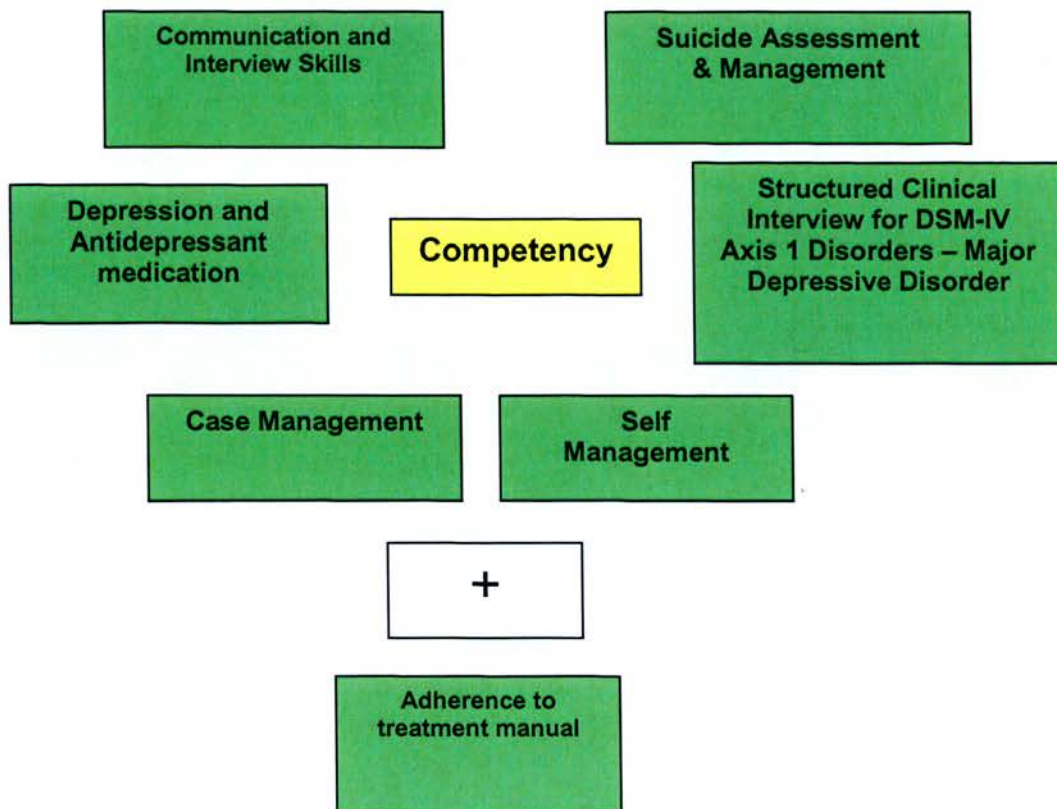 Communication and
Interview Skills
Suicide Assessment
& Management
Depression and
Antidepressant
medication
Competency
Structured Clinical
Interview for DSM-IV
Axis 1 Disorders – Major
Depressive Disorder
Case Management
Self
Management
+
Adherence to
treatment manual